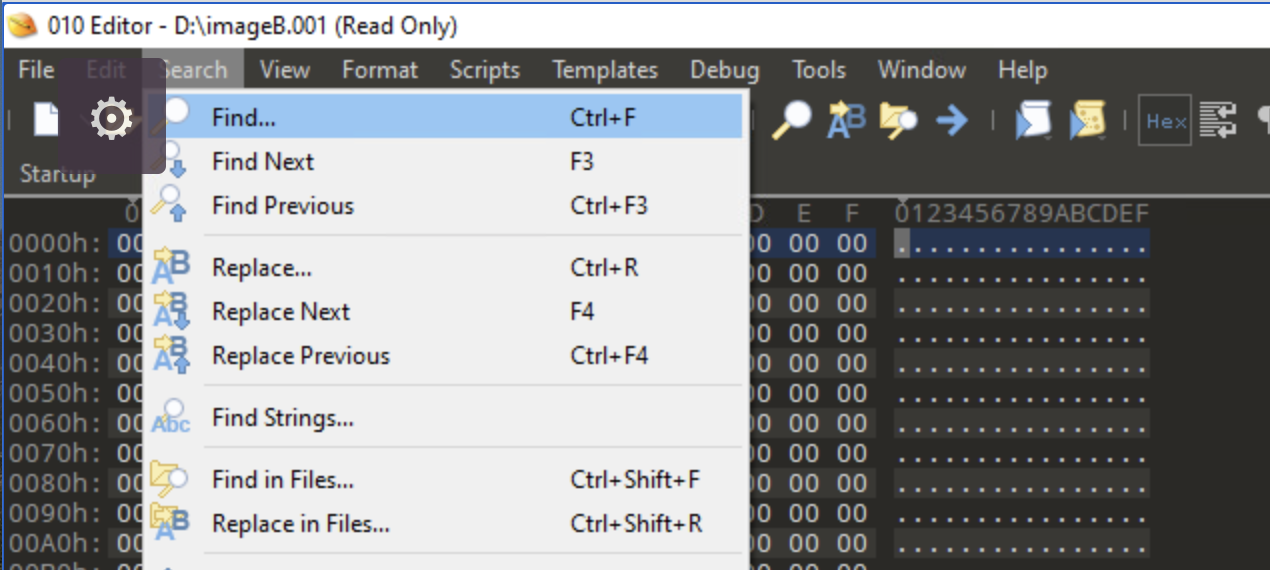 010 Editor - D:\imageB.001 (Read Only)
File Edit Search View Format Scripts Templates Debug Tools Window Help
Find... Ctrl+F
Hex
Find Next F3
Startup
Find Previous Ctrl+F3
0 D E F 0123456789ABCDEF
0000h: 00 00 00 00 ................
0010h: 00 00 00 00 ................
Replace... Ctrl+R
0020h: 00 00 00 00 ................
Replace Next F4
0030h: 00 00 00 00 ................
0040h: 00 00 00 00 ................
Replace Previous Ctrl+F4
0050h: 00 00 00 00 ................
0060h: 00 00 00 00 ................
Find Strings... 
0070h: 00 00 00 00 ................
0080h: 00 00 00 00 ................
Find in Files... Ctrl+Shift+F
0090h: 00 00 00 00 ................
Replace in Files... Ctrl+Shift+R
00A0h: 00 00 00 00 ................